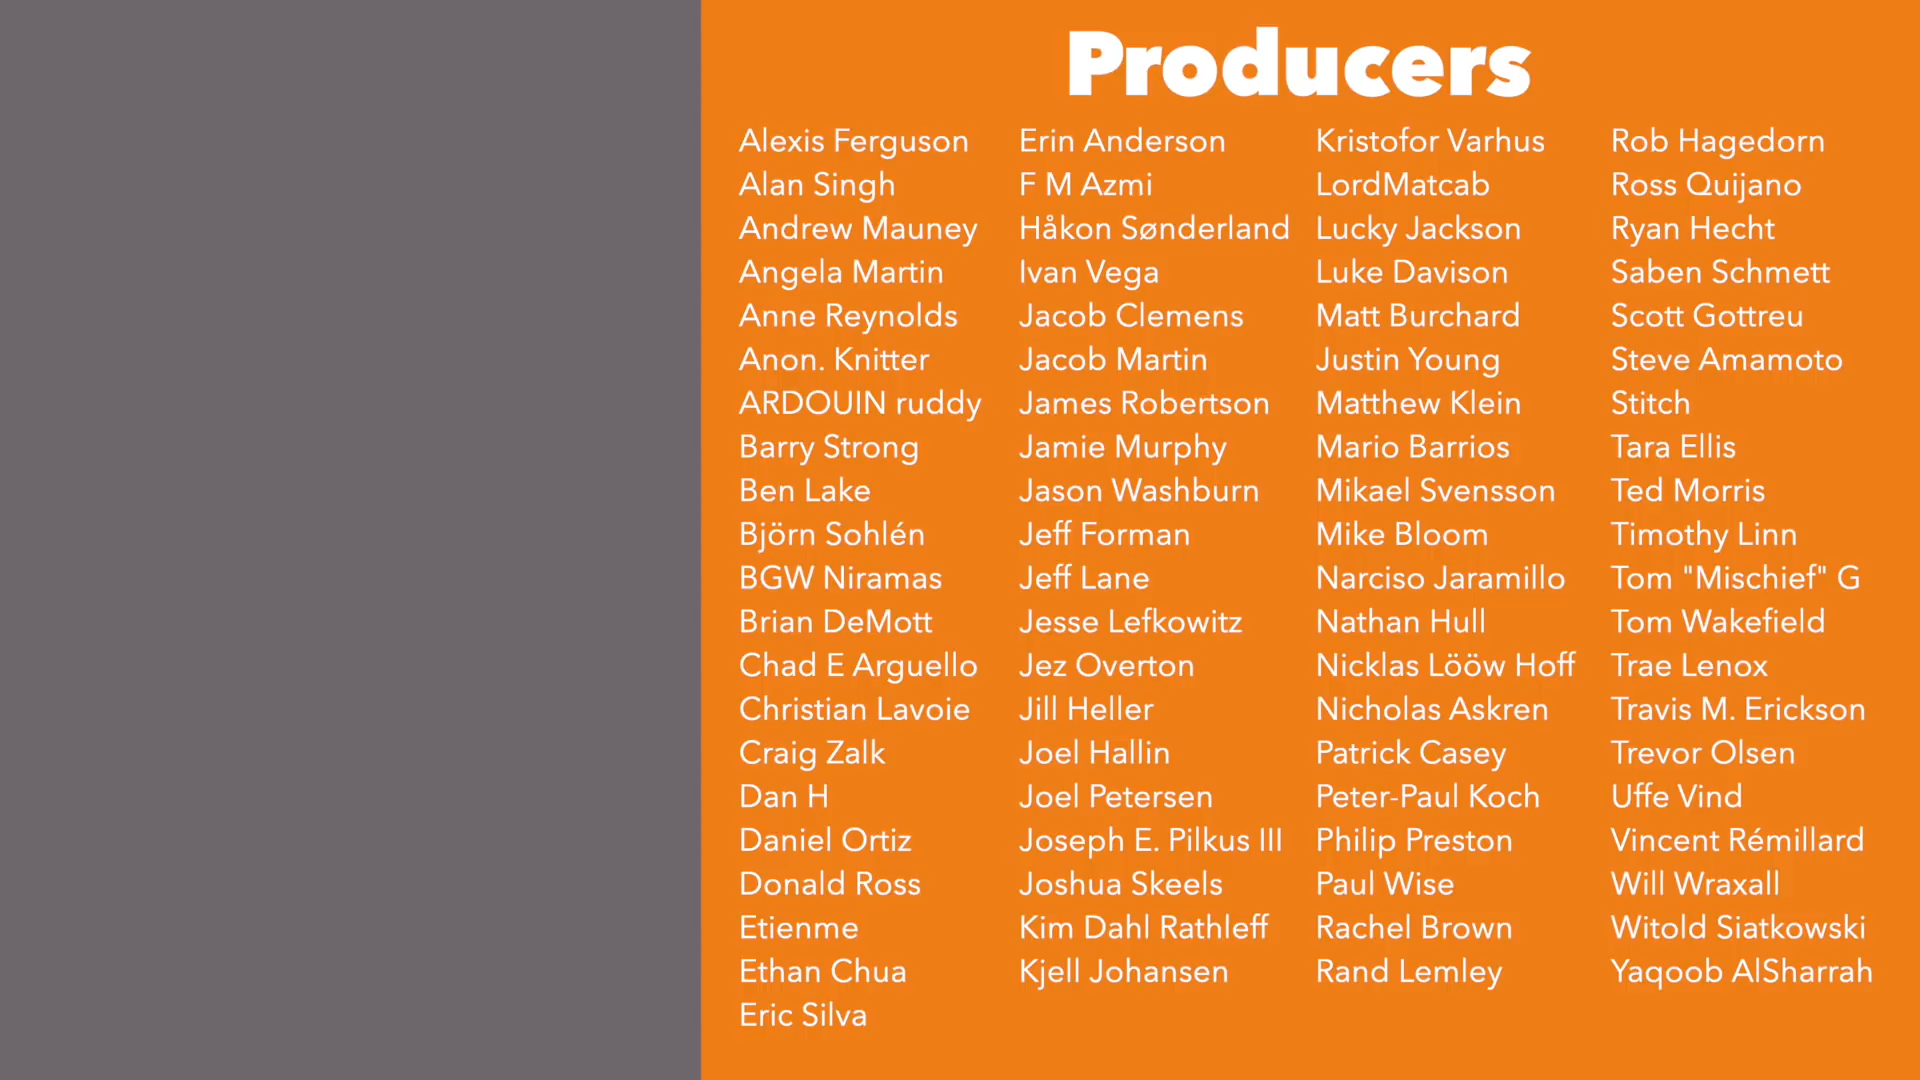 Producers
Alexis Ferguson
Alan Singh
Andrew Mauney
Angela Martin
Anne Reynolds
Anon. Knitter
ARDOUIN ruddy
Barry Strong
Ben Lake
Björn Sohlén
BGW Niramas
Brian DeMott
Chad E Arguello
Christian Lavoie
Craig Zalk
Dan H
Daniel Ortiz
Donald Ross
Etienme
Ethan Chua
Eric Silva
Erin Anderson
F M Azmi
Håkon Sønderland
Ivan Vega
Jacob Clemens
Jacob Martin
James Robertson
Jamie Murphy
Jason Washburn
Jeff Forman
Jeff Lane
Jesse Lefkowitz
Jez Overton
Jill Heller
Joel Hallin
Joel Petersen
Joseph E. Pilkus III
Joshua Skeels
Kim Dahl Rathleff
Kjell Johansen
Kristofor Varhus
LordMatcab
Lucky Jackson
Luke Davison
Matt Burchard
Justin Young
Matthew Klein
Mario Barrios
Mikael Svensson
Mike Bloom
Narciso Jaramillo
Nathan Hull
Nicklas Lööw Hoff
Nicholas Askren
Patrick Casey
Peter-Paul Koch
Philip Preston
Paul Wise
Rachel Brown
Rand Lemley
Rob Hagedorn
Ross Quijano
Ryan Hecht
Saben Schmett
Scott Gottreu
Steve Amamoto
Stitch
Tara Ellis
Ted Morris
Timothy Linn
Tom "Mischief" G
Tom Wakefield
Trae Lenox
Travis M. Erickson
Trevor Olsen
Uffe Vind
Vincent Rémillard
Will Wraxall
Witold Siatkowski
Yaqoob AlSharrah